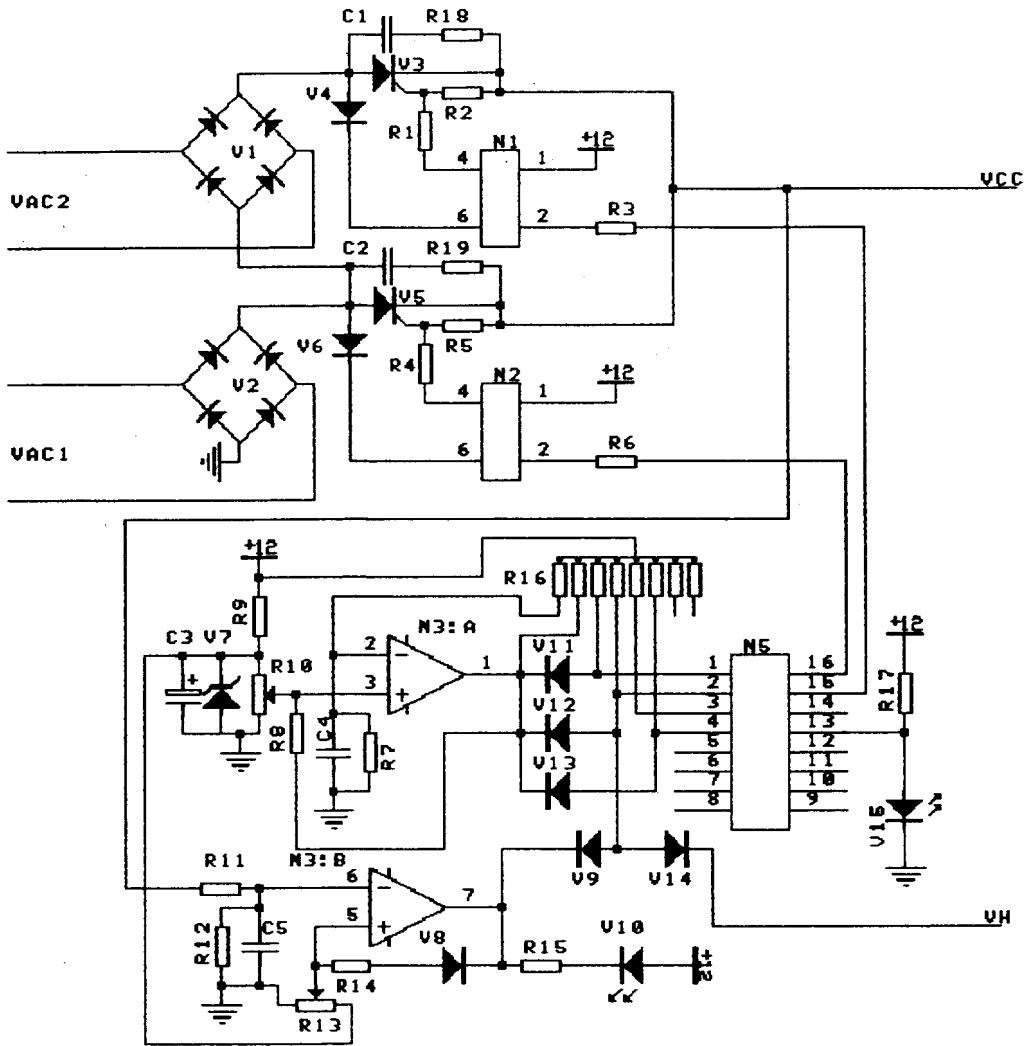 C1 R18
V3
V4
R2
R1
N1
4 1 +12
V1
VAC2
VCC
6 2 R3
C2 R19
V5
V6
R5
R4
N2
4 1 +12
V2
VAC1
6 2 R6
+12
R16
R9
N3:A
C3 V7
R10
+
2
-
3
+
1
V11
N5
+12
R17
1 16
2 15
3 14
4 13
5 12
6 11
7 10
8 9
V12
V13
R8
C4
R7
V15
R11
N3:B
6
-
5
+
7
V9 V14
VH
R12
C5
V8
R15
V10
+12
R14
R13